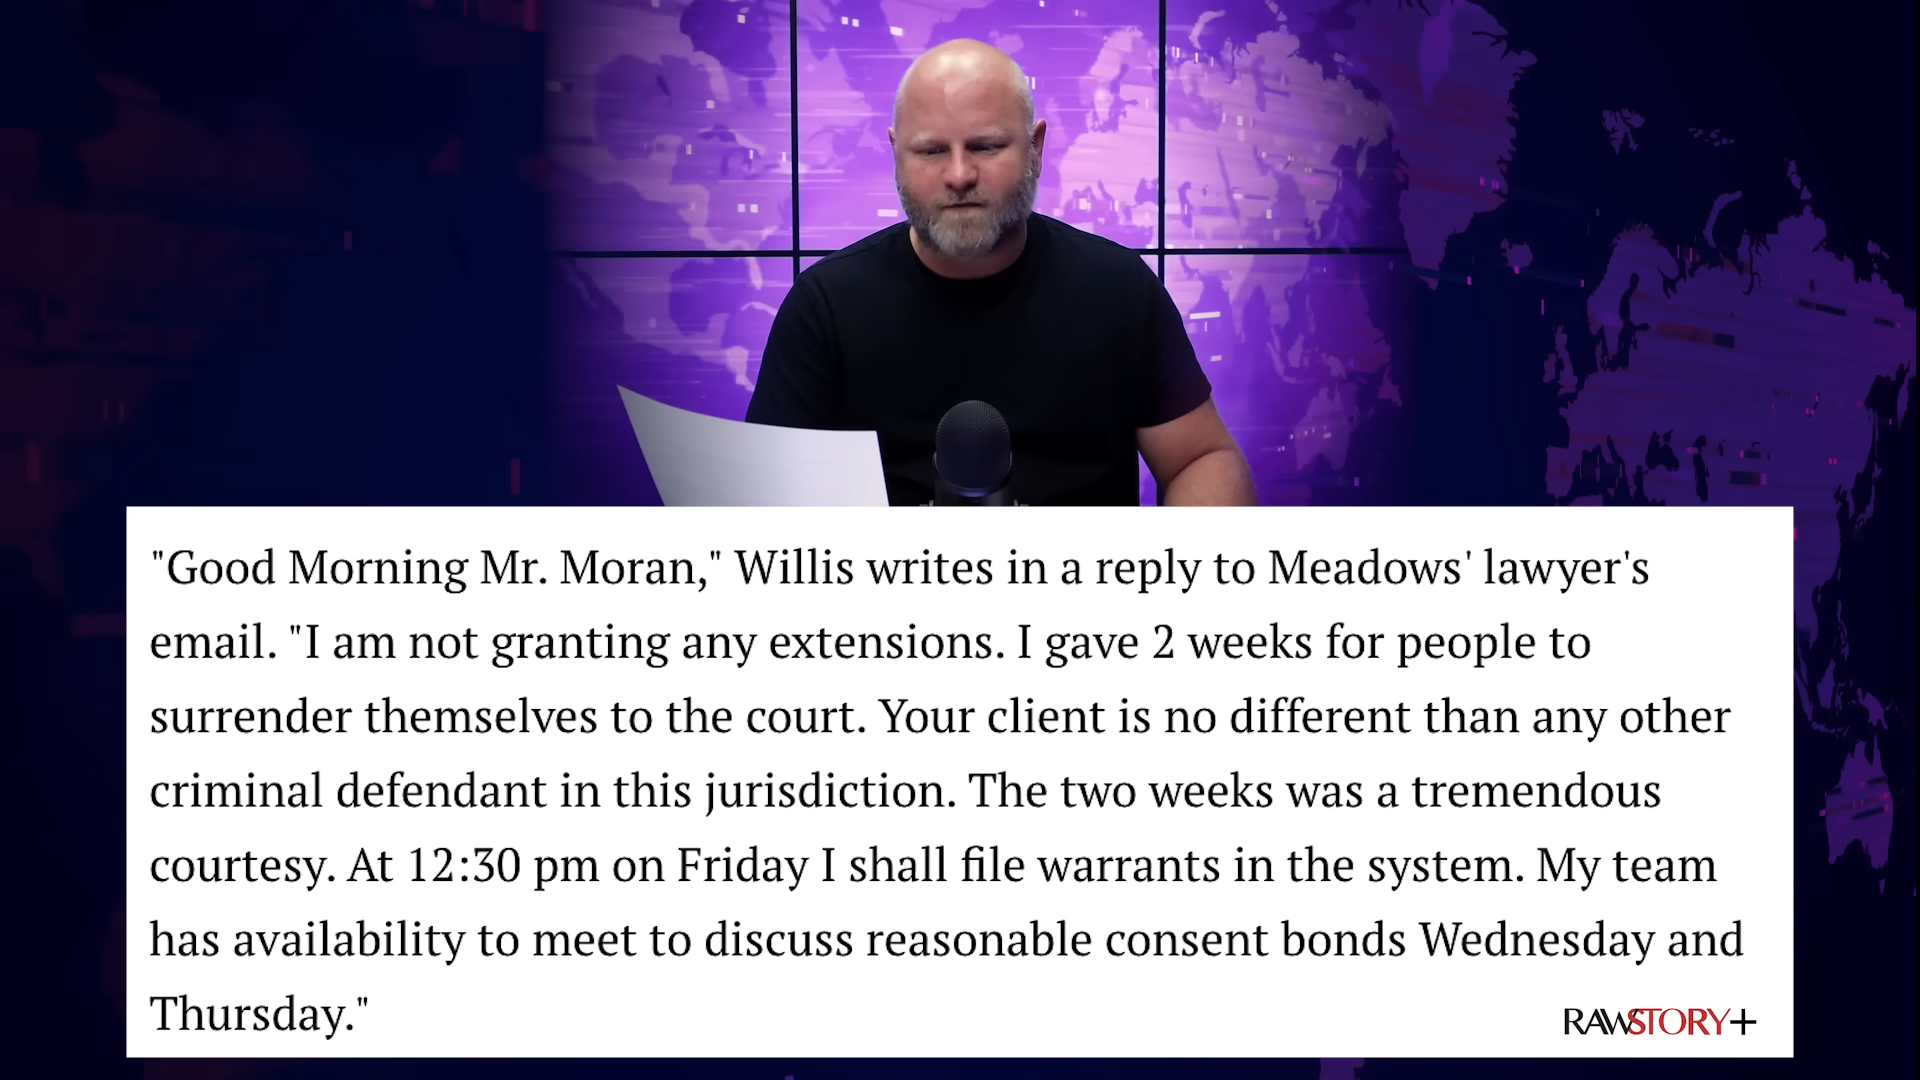 "Good Morning Mr. Moran," Willis writes in a reply to Meadows' lawyer's
email. "I am not granting any extensions. I gave 2 weeks for people to
surrender themselves to the court. Your client is no different than any other
criminal defendant in this jurisdiction. The two weeks was a tremendous
courtesy. At 12:30 pm on Friday I shall file warrants in the system. My team
has availability to meet to discuss reasonable consent bonds Wednesday and
Thursday."
RAWSTORY+